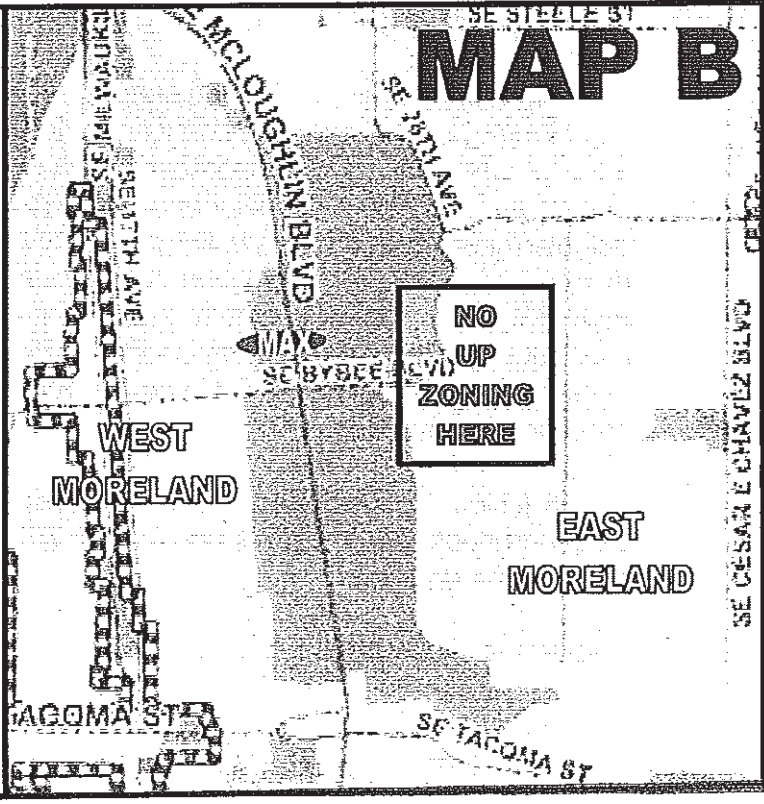 SE STEELE ST
MAP B
SE MCLOUGHLIN BLVD
SE 28TH AVE
SE 17TH AVE
NO
UP
ZONING
HERE
MAX
SE BYBEE BLVD
WEST
MORELAND
EAST
MORELAND
SE CESAR E CHAVEZ BLVD
TACOMA ST
SE TACOMA ST